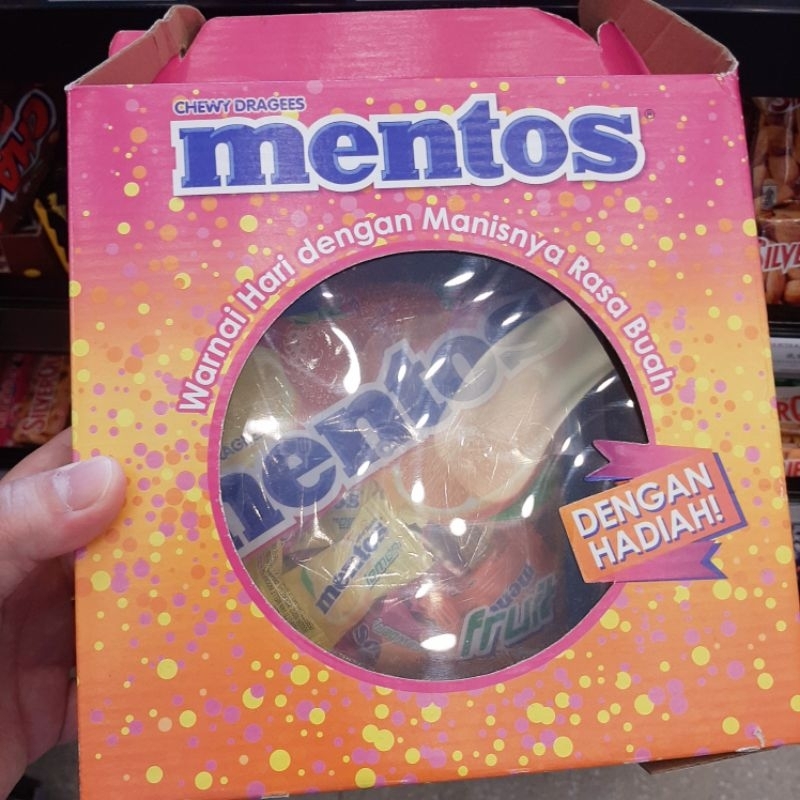 CHEWY DRAGEES
mentos®
Warnai Hari dengan Manisnya Rasa Buah
mentos
mentos
fruit
DENGAN
HADIAH!